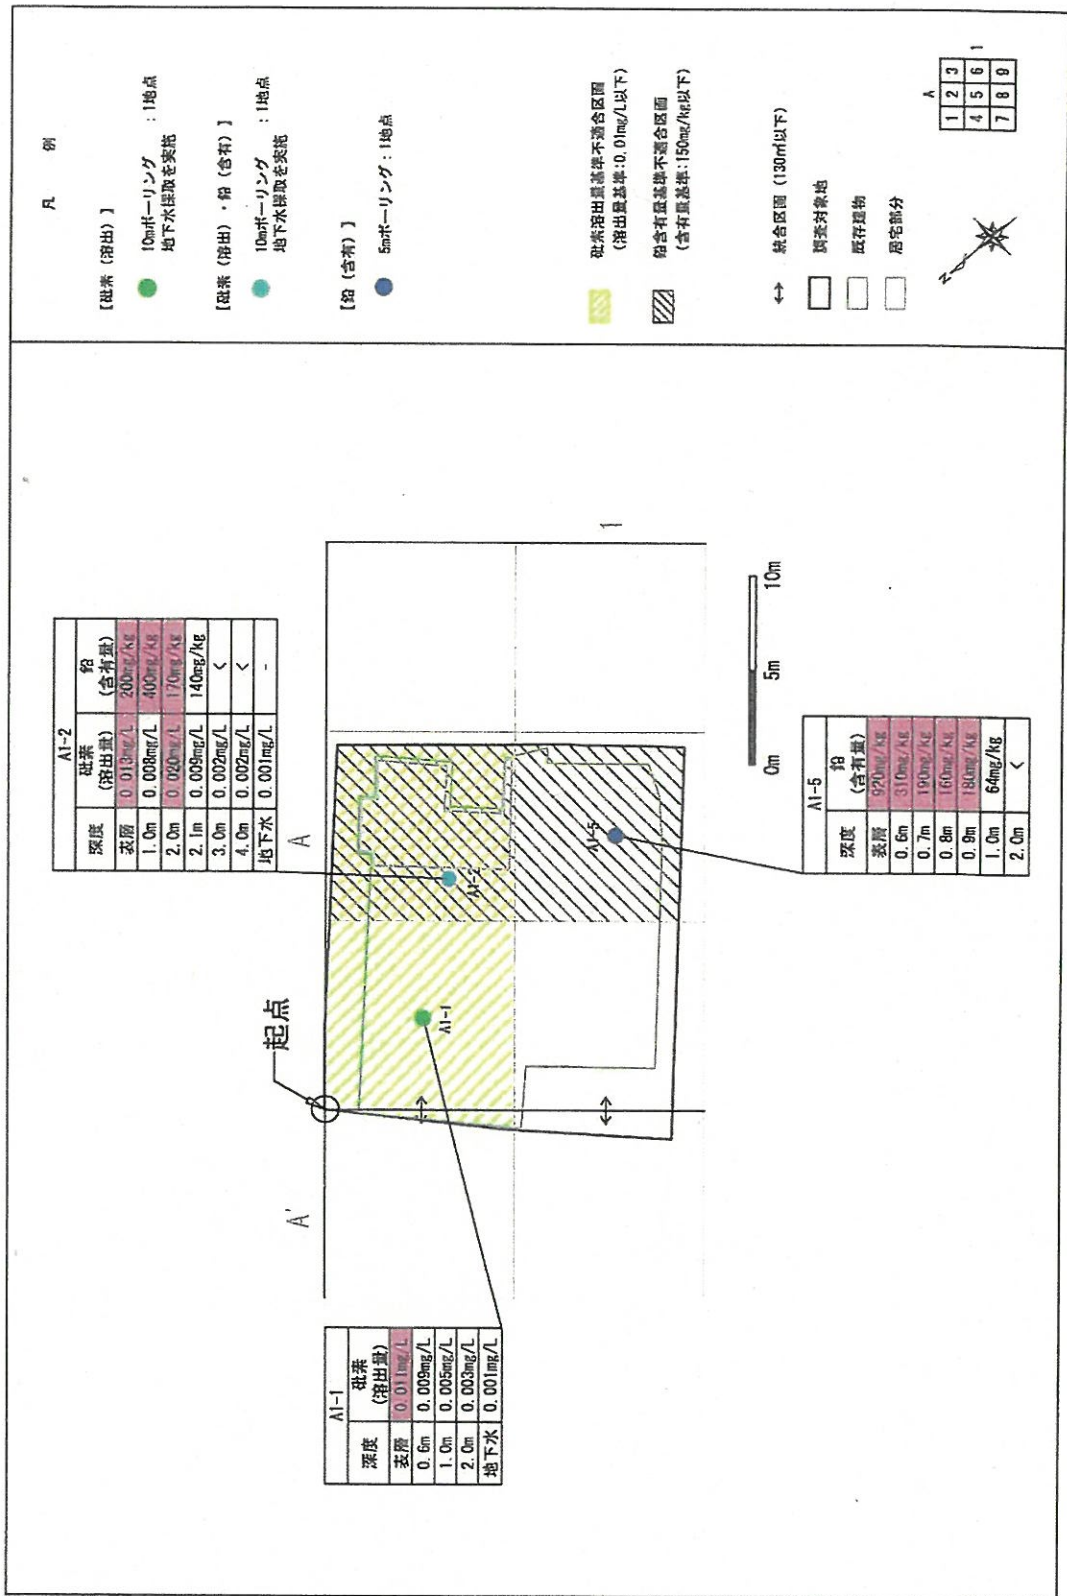 凡 例
【砒素（溶出）】
10mボーリング : 1地点
地下水採取を実施
【砒素（溶出）・鉛（含有）】
10mボーリング : 1地点
地下水採取を実施
【鉛（含有）】
5mボーリング : 1地点
砒素溶出量基準不適合区画
(溶出量基準:0.01mg/L以下)
鉛含有量基準不適合区画
(含有量基準:150mg/kg以下)
統合区画（130㎡以下）
調査対象地
既存建物
居宅部分
A
1 2 3
4 5 6 1
7 8 9
N
A1-2
深度 砒素(溶出量) 鉛(含有量)
表層 0.013mg/L 200mg/kg
1.0m 0.008mg/L 400mg/kg
2.0m 0.020mg/L 170mg/kg
2.1m 0.009mg/L 140mg/kg
3.0m 0.002mg/L <
4.0m 0.002mg/L <
地下水 0.001mg/L -
起点
A' A
1
A1-1
A1-2
A1-5
0m 5m 10m
A1-1
深度 砒素(溶出量)
表層 0.011mg/L
0.6m 0.009mg/L
1.0m 0.005mg/L
2.0m 0.003mg/L
地下水 0.001mg/L
A1-5
深度 鉛(含有量)
表層 920mg/kg
0.6m 310mg/kg
0.7m 190mg/kg
0.8m 160mg/kg
0.9m 180mg/kg
1.0m 64mg/kg
2.0m <